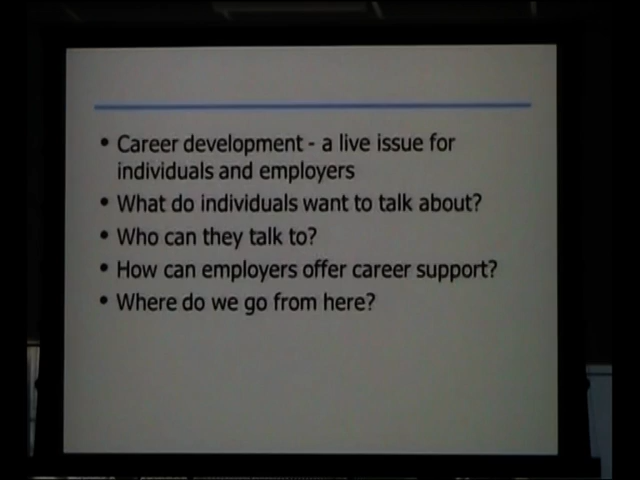 • Career development - a live issue for
individuals and employers
• What do individuals want to talk about?
• Who can they talk to?
• How can employers offer career support?
• Where do we go from here?